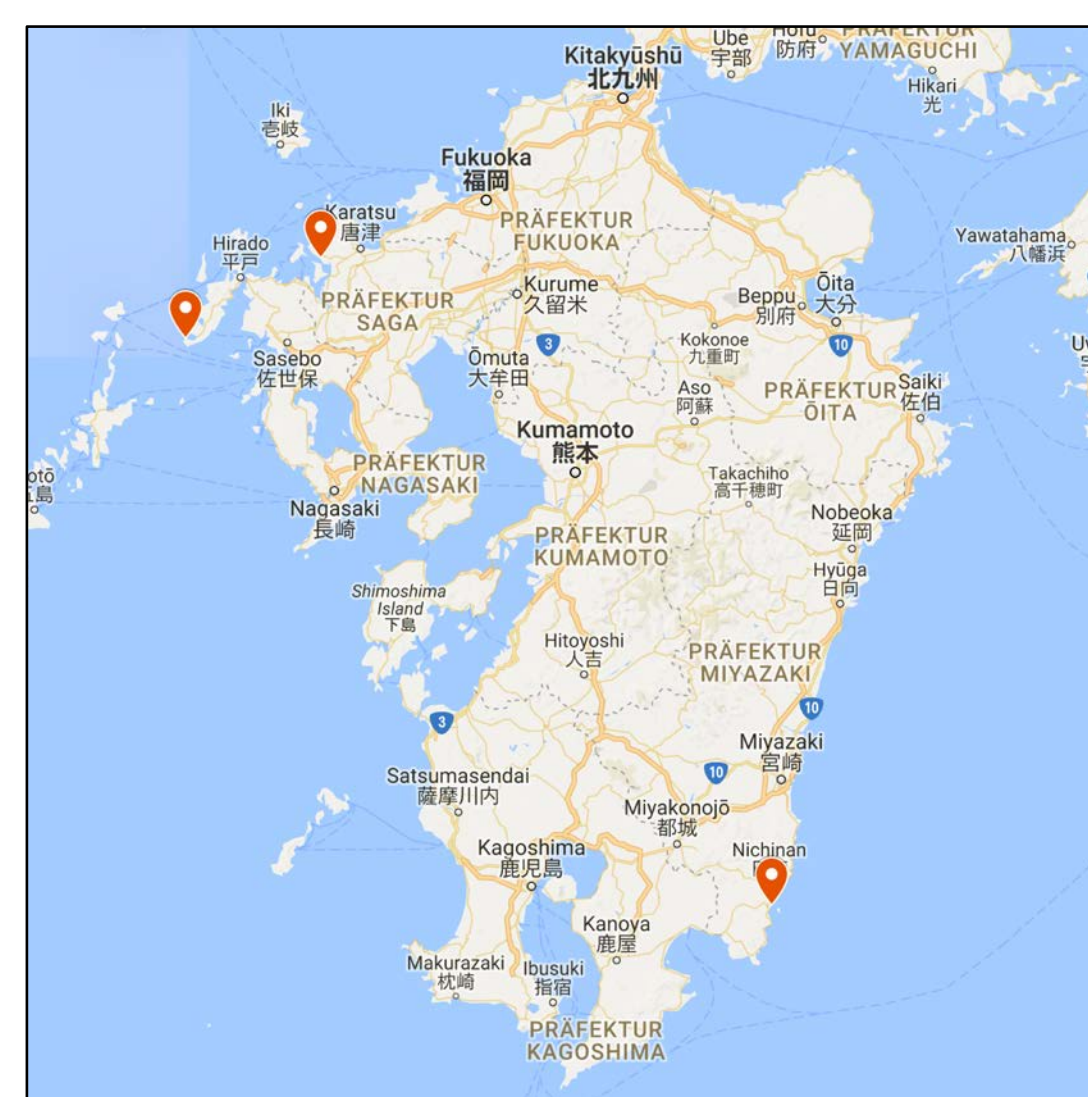 Ube
宇部
防府
PRÄFEKTUR
YAMAGUCHI
Kitakyūshū
北九州
Hikari
光
Iki
壱岐
Fukuoka
福岡
Karatsu
唐津
PRÄFEKTUR
FUKUOKA
Hirado
平戸
Yawatahama
八幡浜
PRÄFEKTUR
SAGA
Kurume
久留米
Beppu
別府
Ōita
大分
Kokonoe
九重町
3
10
Sasebo
佐世保
Ōmuta
大牟田
Aso
阿蘇
PRÄFEKTUR
ŌITA
Saiki
佐伯
Kumamoto
熊本
PRÄFEKTUR
NAGASAKI
Takachiho
高千穂町
Nagasaki
長崎
Nobeoka
延岡
PRÄFEKTUR
KUMAMOTO
Hyūga
日向
Shimoshima
Island
下島
Hitoyoshi
人吉
PRÄFEKTUR
MIYAZAKI
3
10
Miyazaki
宮崎
10
Satsumasendai
薩摩川内
Miyakonojō
都城
Kagoshima
鹿児島
Nichinan
Kanoya
鹿屋
Makurazaki
枕崎
Ibusuki
指宿
PRÄFEKTUR
KAGOSHIMA